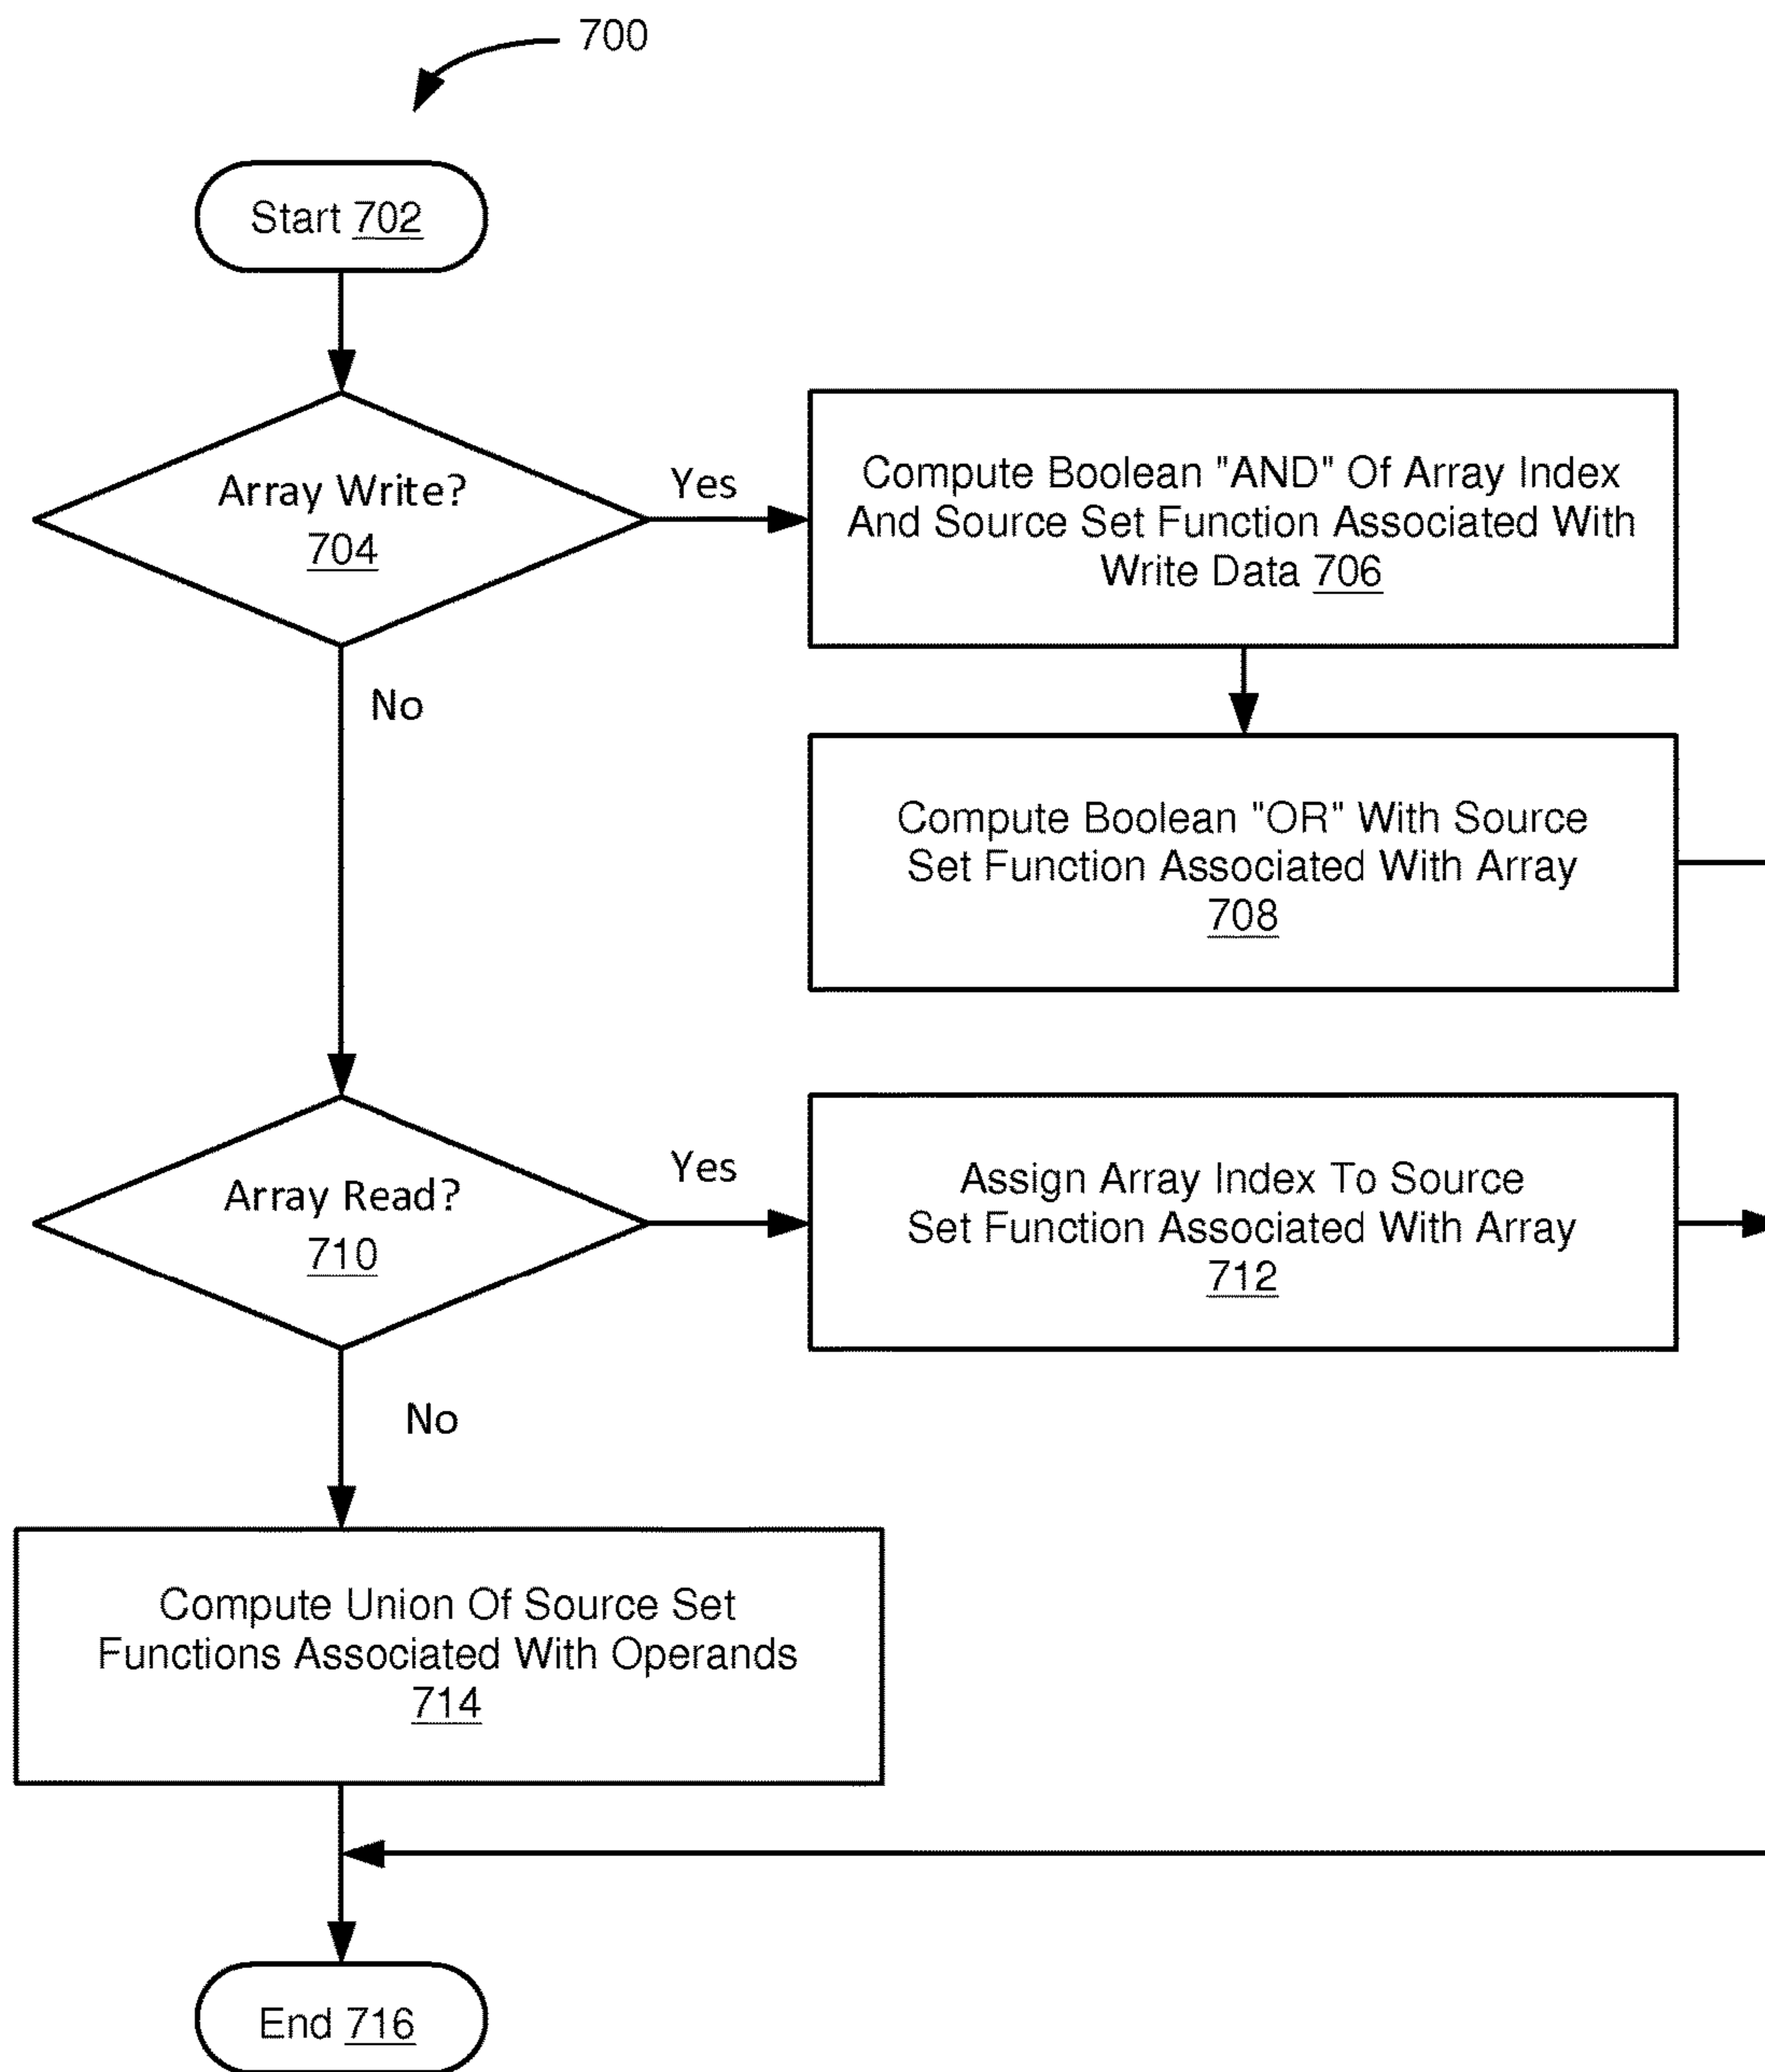 700
Start 702
Array Write?
704
Yes
Compute Boolean "AND" Of Array Index
And Source Set Function Associated With
Write Data 706
No
Compute Boolean "OR" With Source
Set Function Associated With Array
708
Array Read?
710
Yes
Assign Array Index To Source
Set Function Associated With Array
712
No
Compute Union Of Source Set
Functions Associated With Operands
714
End 716